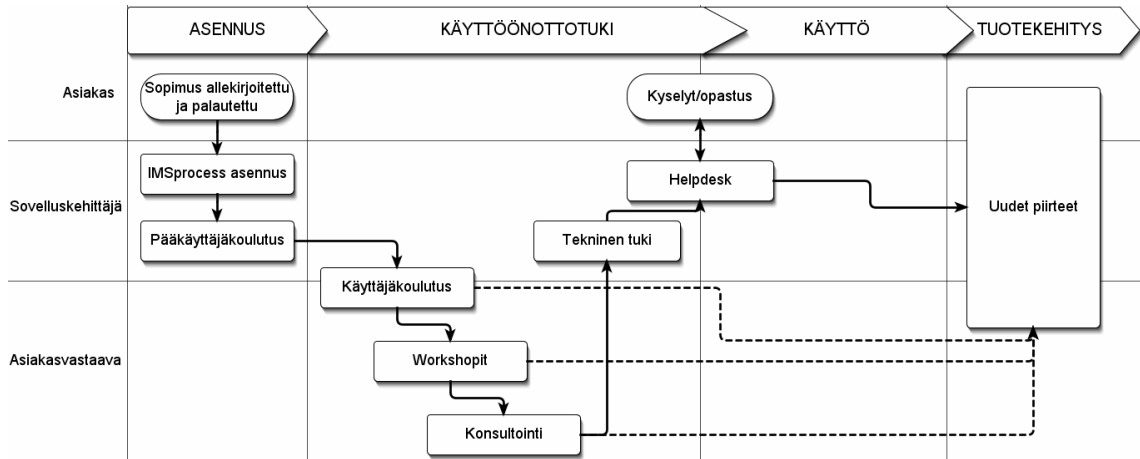 ASENNUS
KÄYTTÖÖNOTTOTUKI
KÄYTTÖ
TUOTEKEHITYS
Asiakas
Sopimus allekirjoitettu
ja palautettu
Kyselyt/opastus
IMSprocess asennus
Helpdesk
Sovelluskehittäjä
Uudet piirteet
Pääkäyttäjäkoulutus
Tekninen tuki
Käyttäjäkoulutus
Asiakasvastaava
Workshopit
Konsultointi